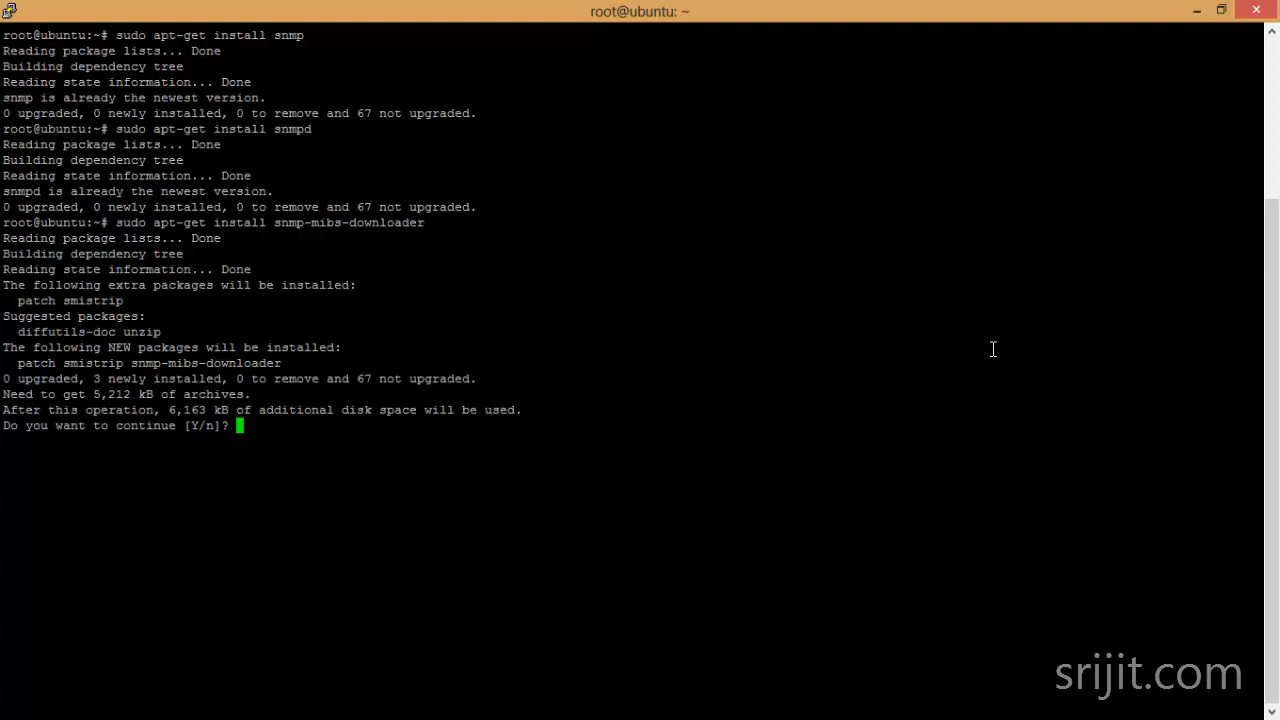 root@ubuntu: ~
root@ubuntu:~# sudo apt-get install snmp
Reading package lists... Done
Building dependency tree
Reading state information... Done
snmp is already the newest version.
0 upgraded, 0 newly installed, 0 to remove and 67 not upgraded.
root@ubuntu:~# sudo apt-get install snmpd
Reading package lists... Done
Building dependency tree
Reading state information... Done
snmpd is already the newest version.
0 upgraded, 0 newly installed, 0 to remove and 67 not upgraded.
root@ubuntu:~# sudo apt-get install snmp-mibs-downloader
Reading package lists... Done
Building dependency tree
Reading state information... Done
The following extra packages will be installed:
  patch smistrip
Suggested packages:
  diffutils-doc unzip
The following NEW packages will be installed:
  patch smistrip snmp-mibs-downloader
0 upgraded, 3 newly installed, 0 to remove and 67 not upgraded.
Need to get 5,212 kB of archives.
After this operation, 6,163 kB of additional disk space will be used.
Do you want to continue [Y/n]?
srijit.com